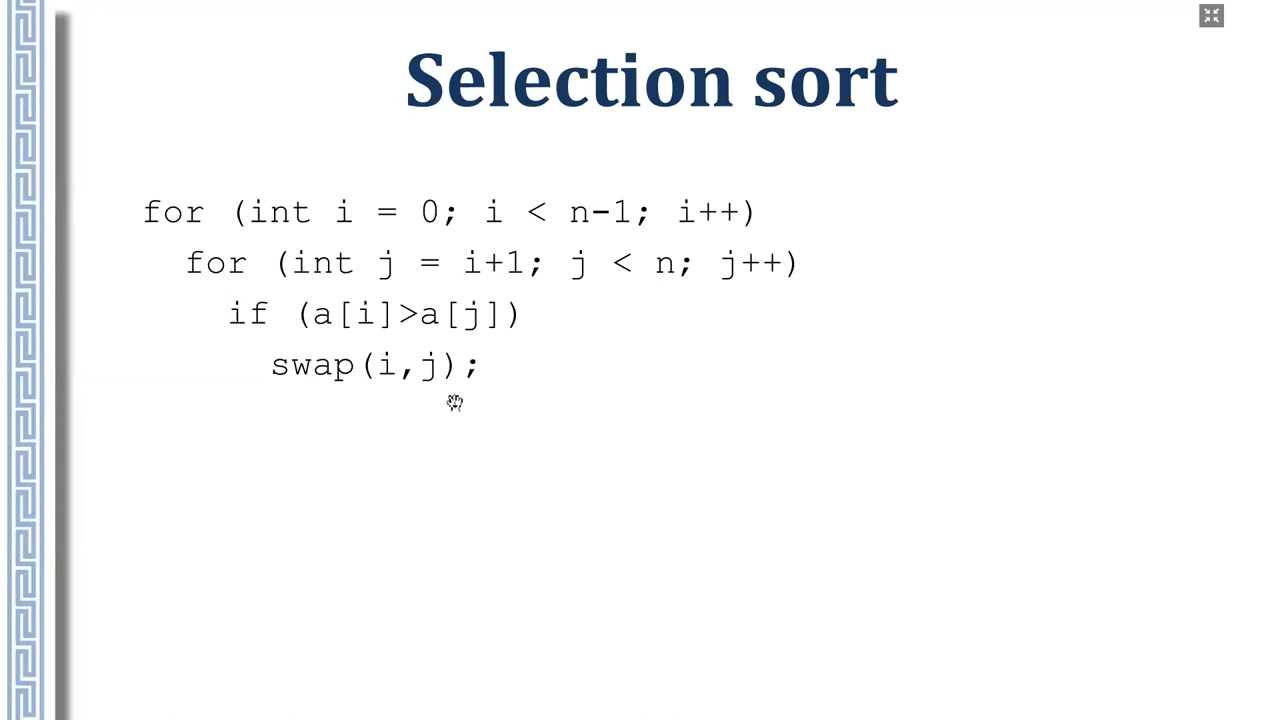 Selection sort
for (int i = 0; i < n-1; i++)
for (int j = i+1; j < n; j++)
if (a[i]>a[j])
swap(i,j);